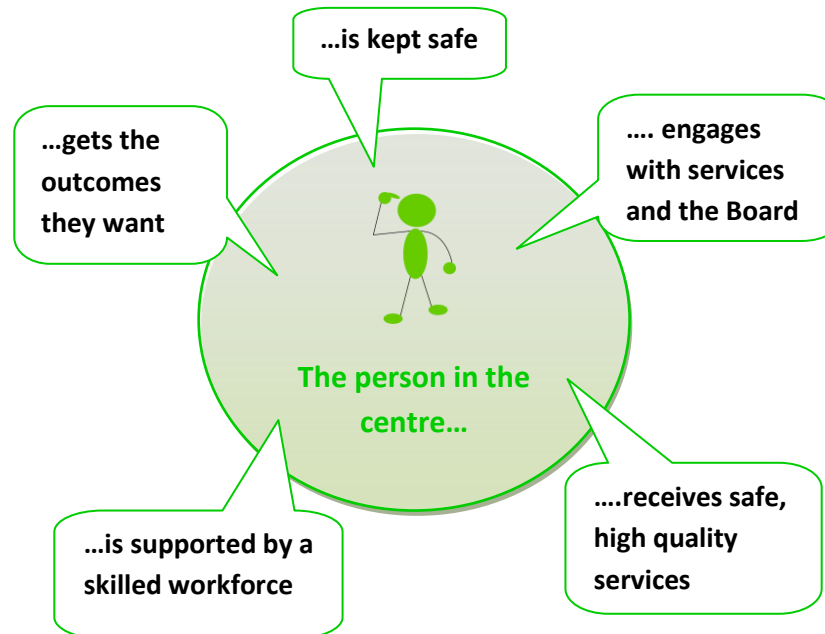 ...is kept safe
...gets the
outcomes
they want
.... engages
with services
and the Board
The person in the
centre...
...is supported by a
skilled workforce
....receives safe,
high quality
services